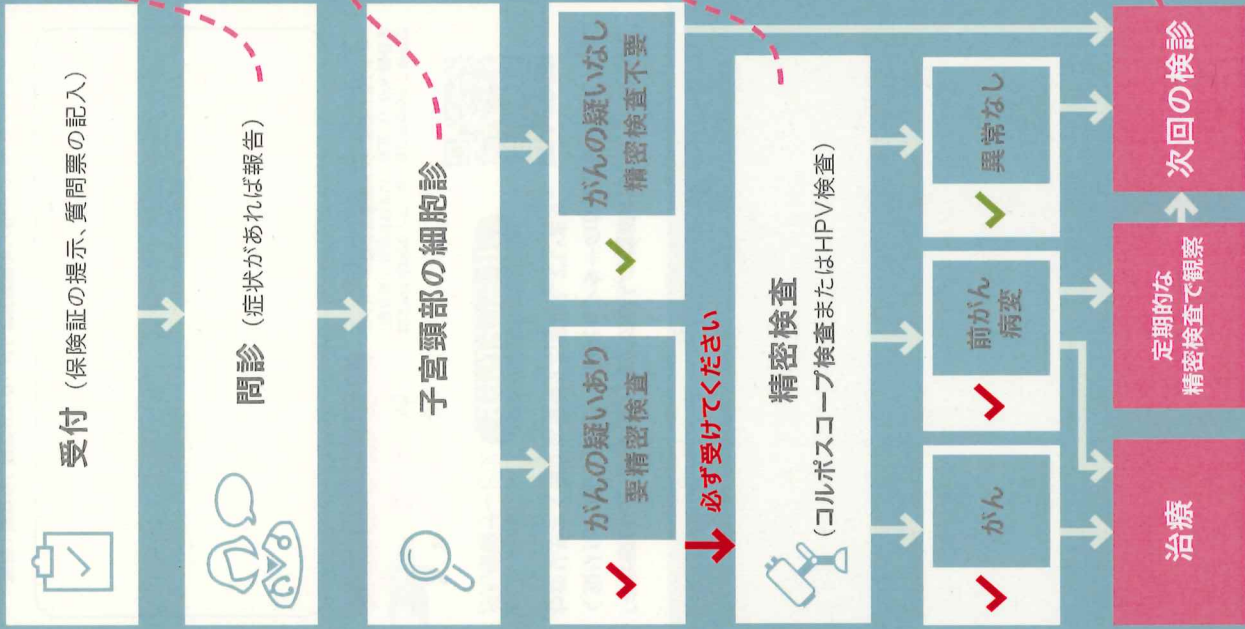 受付（保険証の提示、質問票の記入）
問診（症状があれば報告）
子宮頸部の細胞診
がんの疑いあり
要精密検査
がんの疑いなし
精密検査不要
必ず受けてください
精密検査
（コルポスコープ検査またはHPV検査）
がん
前がん
病変
異常なし
治療
定期的な
精密検査で観察
次回の検診